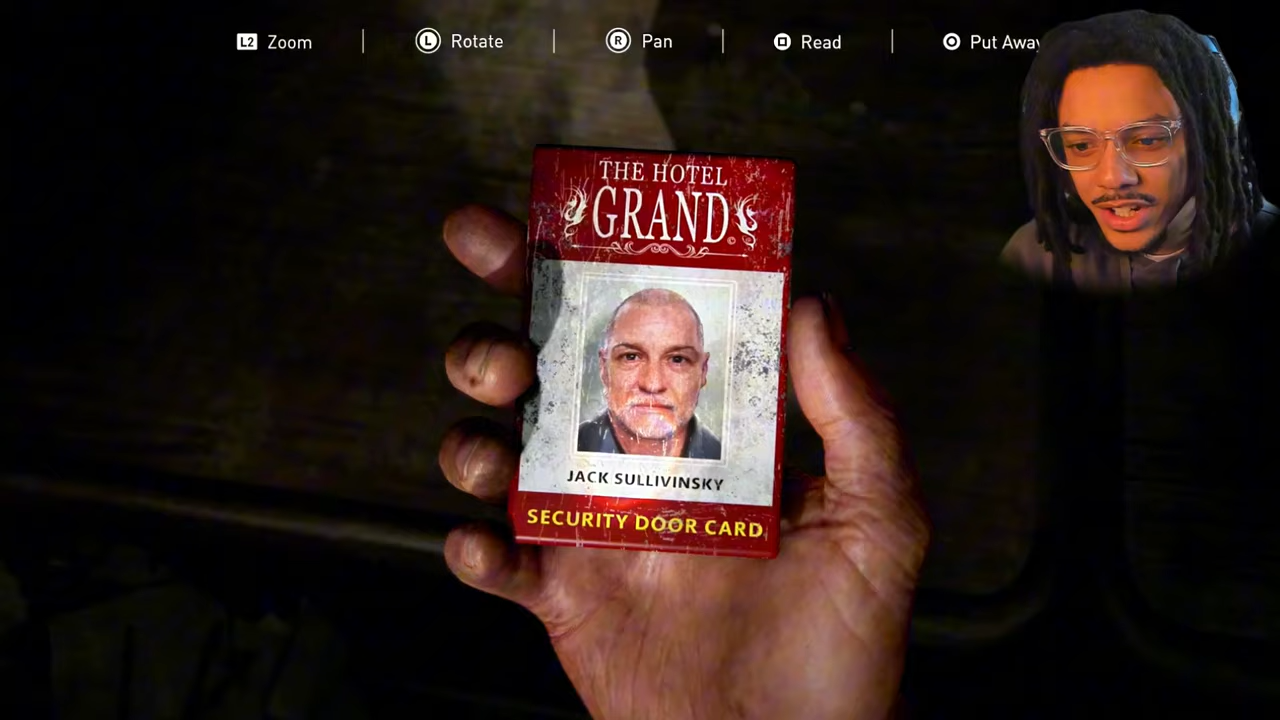 L2 Zoom | L Rotate | R Pan | Read | Put Away
THE HOTEL
GRAND
JACK SULLIVINSKY
SECURITY DOOR CARD